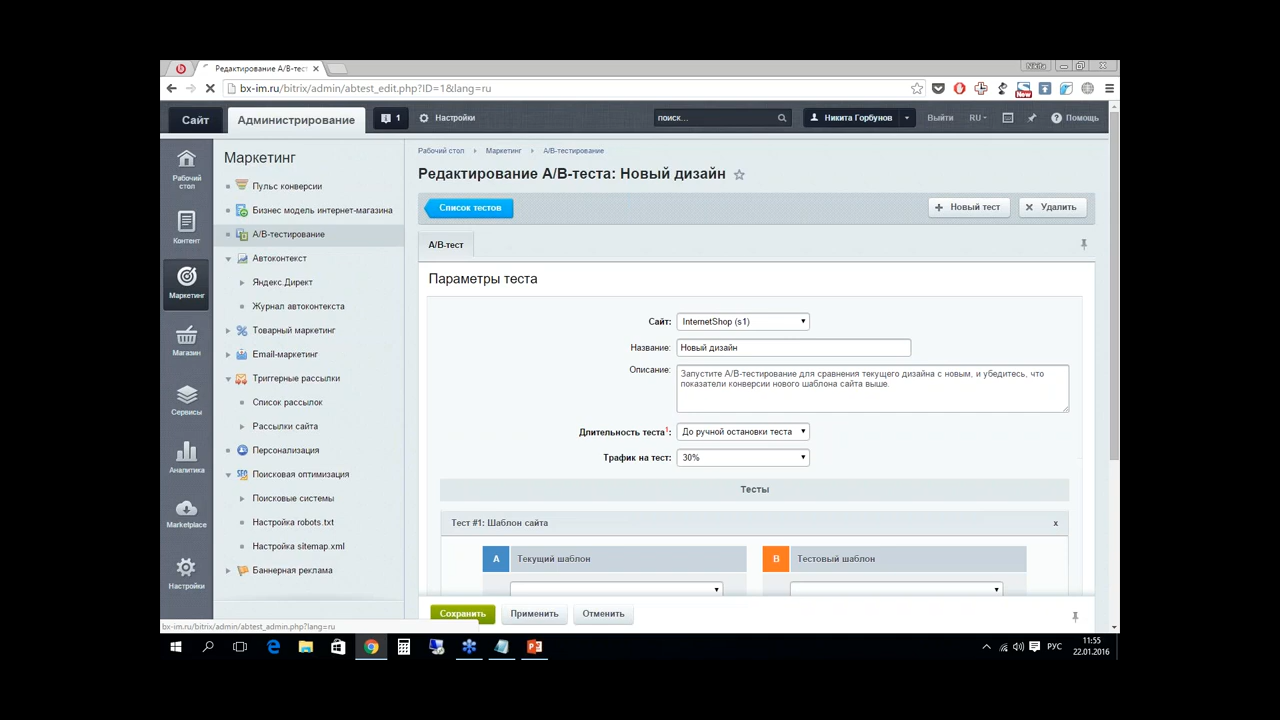 Редактирование A/B-тест
Nikita
bx-im.ru/bitrix/admin/abtest_edit.php?ID=1&lang=ru
New
Сайт
Администрирование
1
Настройки
поиск...
Никита Горбунов
Выйти
RU
Помощь
Рабочий стол
Контент
Маркетинг
Магазин
Сервисы
Аналитика
Marketplace
Настройки
Маркетинг
Пульс конверсии
Бизнес модель интернет-магазина
A/B-тестирование
Автоконтекст
Яндекс.Директ
Журнал автоконтекста
Товарный маркетинг
Email-маркетинг
Триггерные рассылки
Список рассылок
Рассылки сайта
Персонализация
Поисковая оптимизация
Поисковые системы
Настройка robots.txt
Настройка sitemap.xml
Баннерная реклама
Рабочий стол Маркетинг A/B-тестирование
Редактирование A/B-теста: Новый дизайн
Список тестов
Новый тест
Удалить
A/B-тест
Параметры теста
Сайт: InternetShop (s1)
Название: Новый дизайн
Описание: Запустите A/B-тестирование для сравнения текущего дизайна с новым, и убедитесь, что
показатели конверсии нового шаблона сайта выше.
Длительность теста1: До ручной остановки теста
Трафик на тест: 30%
Тесты
Тест #1: Шаблон сайта x
A Текущий шаблон
B Тестовый шаблон
Сохранить
Применить
Отменить
bx-im.ru/bitrix/admin/abtest_admin.php?lang=ru
РУС
11:55
22.01.2016